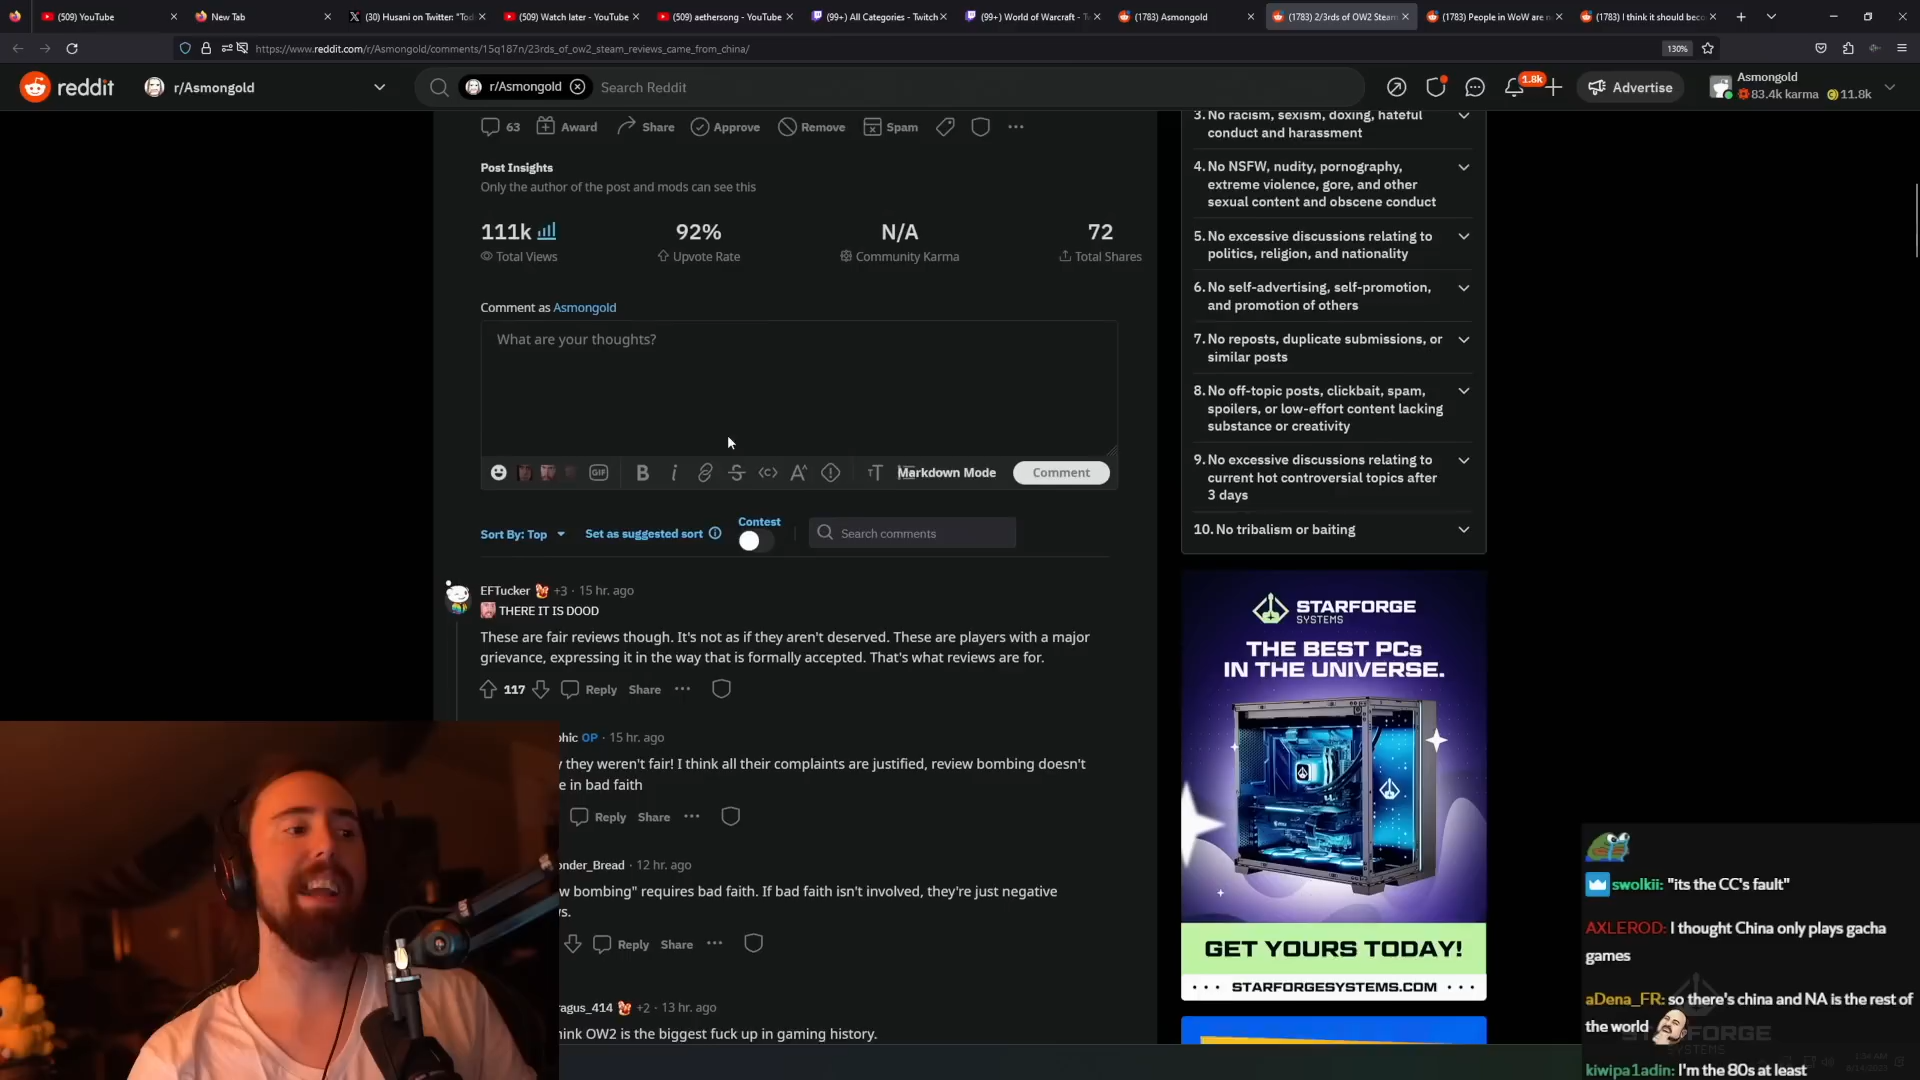 (509) YouTube
New Tab
(30) Husani on Twitter: "Tod
(509) Watch later - YouTube
(509) aethersong - YouTube
(99+) All Categories - Twitch
(99+) World of Warcraft - Tw
(1783) Asmongold
(1783) 2/3rds of OW2 Steam
(1783) People in WoW are n
(1783) I think it should beco
https://www.reddit.com/r/Asmongold/comments/15q187n/23rds_of_ow2_steam_reviews_came_from_china/
130%
reddit
r/Asmongold
r/Asmongold
Search Reddit
1.8k
Advertise
Asmongold
83.4k karma 11.8k
63 Award Share Approve Remove Spam
Post Insights
Only the author of the post and mods can see this
111k 92% N/A 72
Total Views Upvote Rate Community Karma Total Shares
Comment as Asmongold
What are your thoughts?
GIF
Markdown Mode
Comment
Sort By: Top
Set as suggested sort
Contest
Search comments
EFTucker +3 · 15 hr. ago
THERE IT IS DOOD
These are fair reviews though. It's not as if they aren't deserved. These are players with a major
grievance, expressing it in the way that is formally accepted. That's what reviews are for.
117 Reply Share
phic OP · 15 hr. ago
y they weren't fair! I think all their complaints are justified, review bombing doesn't
e in bad faith
Reply Share
onder_Bread · 12 hr. ago
w bombing" requires bad faith. If bad faith isn't involved, they're just negative
ws.
Reply Share
ragus_414 +2 · 13 hr. ago
hink OW2 is the biggest fuck up in gaming history.
3. No racism, sexism, doxing, hateful
conduct and harassment
4. No NSFW, nudity, pornography,
extreme violence, gore, and other
sexual content and obscene conduct
5. No excessive discussions relating to
politics, religion, and nationality
6. No self-advertising, self-promotion,
and promotion of others
7. No reposts, duplicate submissions, or
similar posts
8. No off-topic posts, clickbait, spam,
spoilers, or low-effort content lacking
substance or creativity
9. No excessive discussions relating to
current hot controversial topics after
3 days
10. No tribalism or baiting
STARFORGE
SYSTEMS
THE BEST PCs
IN THE UNIVERSE.
GET YOURS TODAY!
STARFORGESYSTEMS.COM
swolkii: "its the CC's fault"
AXLEROD: I thought China only plays gacha
games
aDena_FR: so there's china and NA is the rest of
the world
STARFORGE
SYSTEMS
kiwipa1adin: I'm the 80s at least